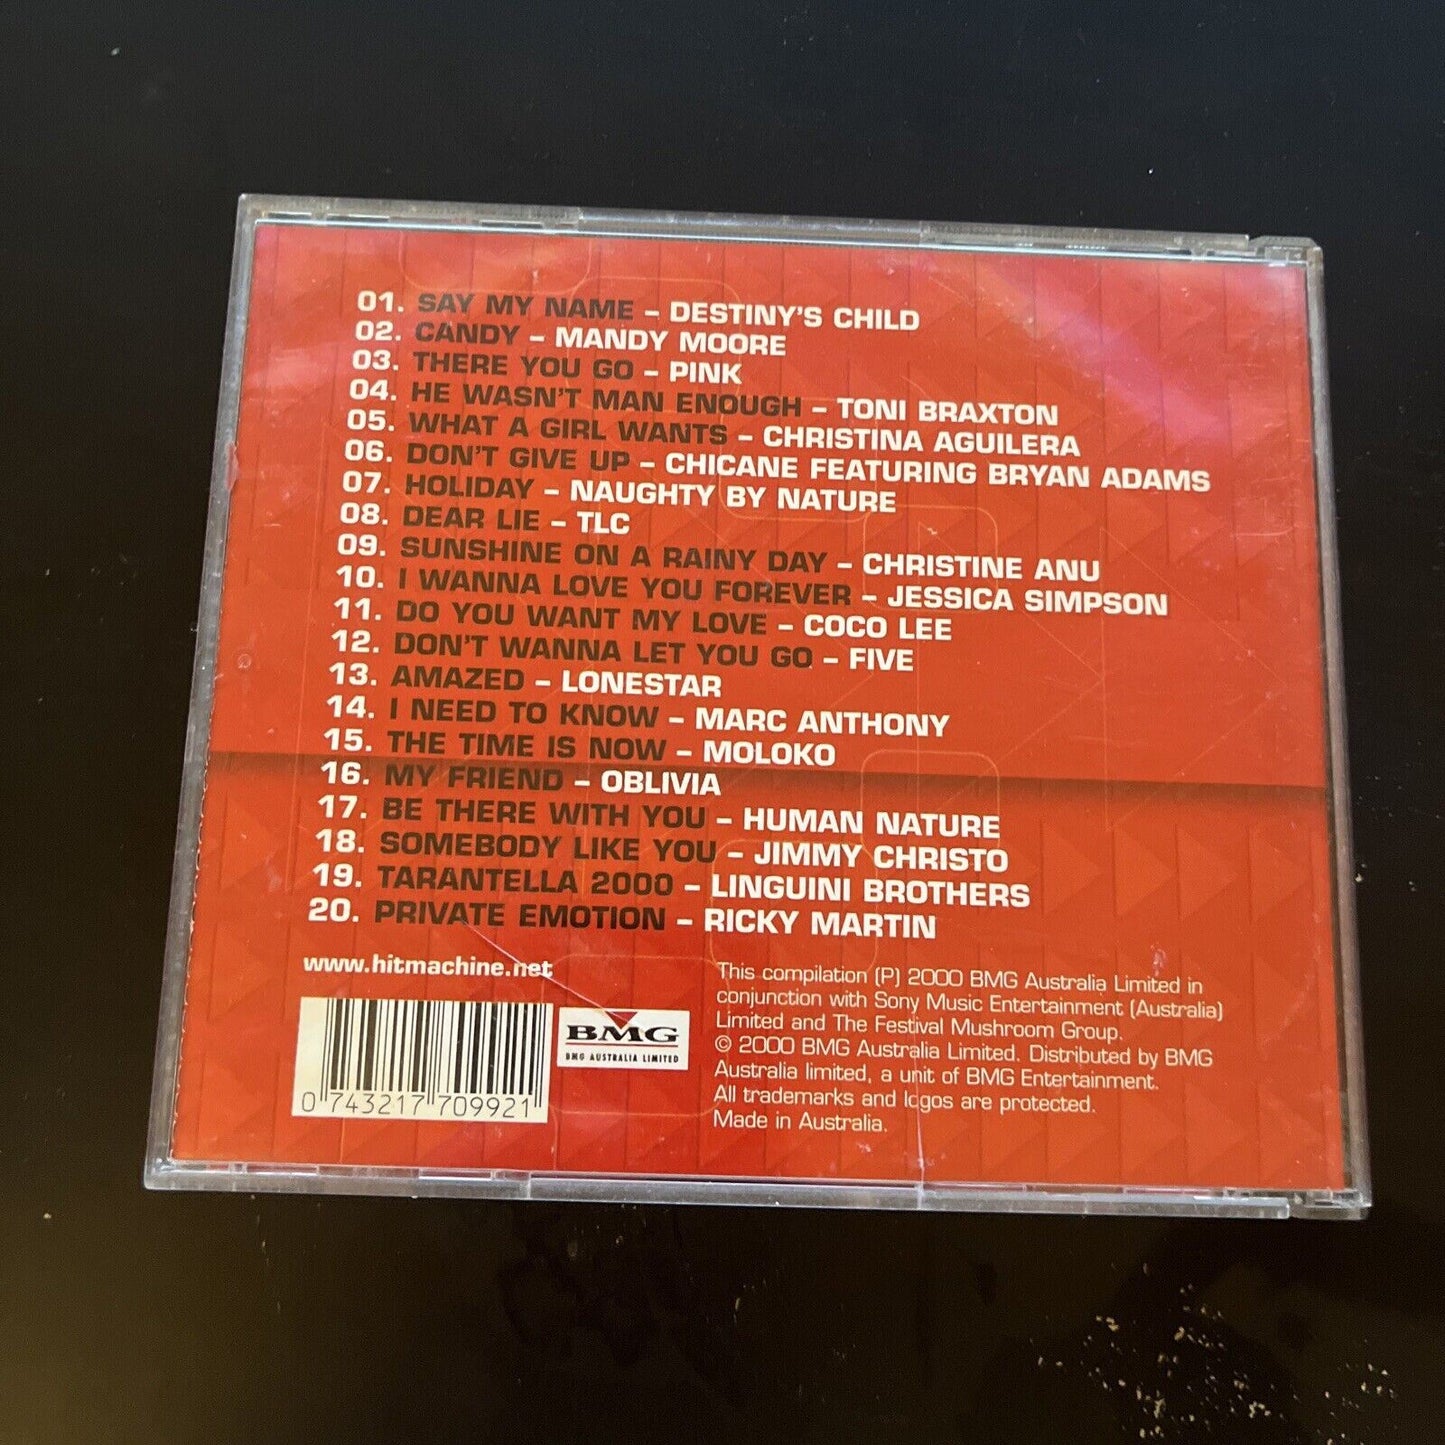 01. SAY MY NAME – DESTINY'S CHILD
02. CANDY – MANDY MOORE
03. THERE YOU GO – PINK
04. HE WASN'T MAN ENOUGH – TONI BRAXTON
05. WHAT A GIRL WANTS – CHRISTINA AGUILERA
06. DON'T GIVE UP – CHICANE FEATURING BRYAN ADAMS
07. HOLIDAY – NAUGHTY BY NATURE
08. DEAR LIE – TLC
09. SUNSHINE ON A RAINY DAY – CHRISTINE ANU
10. I WANNA LOVE YOU FOREVER – JESSICA SIMPSON
11. DO YOU WANT MY LOVE – COCO LEE
12. DON'T WANNA LET YOU GO – FIVE
13. AMAZED – LONESTAR
14. I NEED TO KNOW – MARC ANTHONY
15. THE TIME IS NOW – MOLOKO
16. MY FRIEND – OBLIVIA
17. BE THERE WITH YOU – HUMAN NATURE
18. SOMEBODY LIKE YOU – JIMMY CHRISTO
19. TARANTELLA 2000 – LINGUINI BROTHERS
20. PRIVATE EMOTION – RICKY MARTIN
www.hitmachine.net
0 743217 709921
BMG
BMG AUSTRALIA LIMITED
This compilation (P) 2000 BMG Australia Limited in
conjunction with Sony Music Entertainment (Australia)
Limited and The Festival Mushroom Group.
© 2000 BMG Australia Limited. Distributed by BMG
Australia limited, a unit of BMG Entertainment.
All trademarks and logos are protected.
Made in Australia.